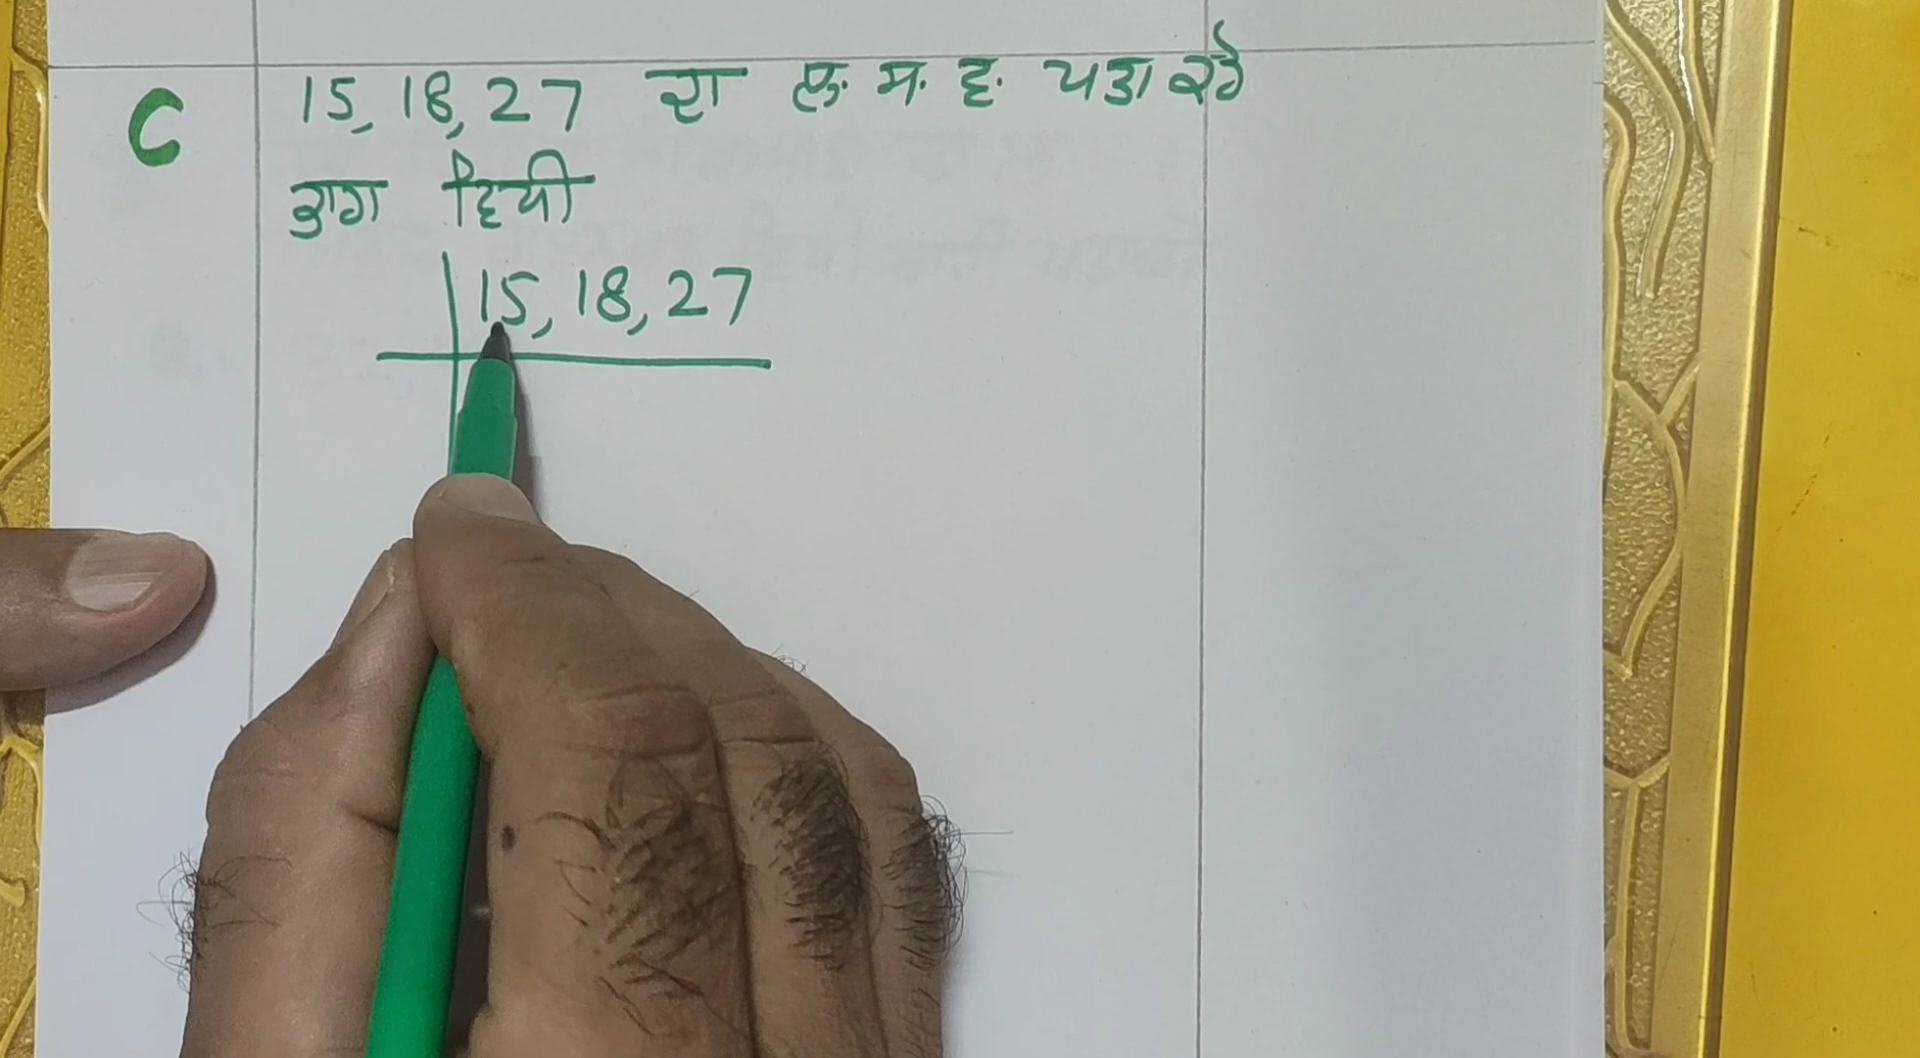 C
15, 18, 27 ਦਾ ਲ. ਸ. ਵ. ਪਤਾ ਕਰੋ
ਭਾਗ ਵਿਧੀ
15, 18, 27